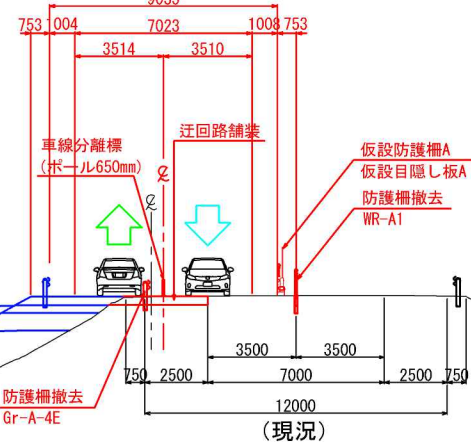 9035
753 1004 7023 1008 753
3514 3510
車線分離標
(ポール650mm)
迂回路舗装
仮設防護柵A
仮設目隠し板A
防護柵撤去
WR-A1
3500 3500
750 2500 7000 2500 750
12000
(現況)
防護柵撤去
Gr-A-4E